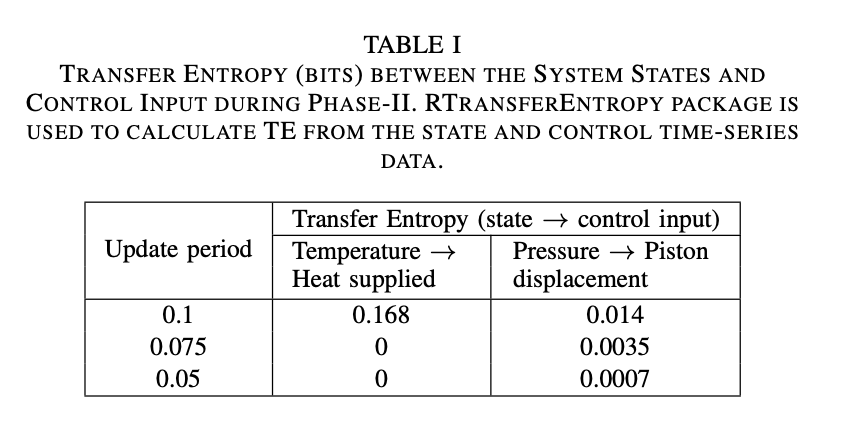 TABLE I
TRANSFER ENTROPY (BITS) BETWEEN THE SYSTEM STATES AND
CONTROL INPUT DURING PHASE-II. RTRANSFERENTROPY PACKAGE IS
USED TO CALCULATE TE FROM THE STATE AND CONTROL TIME-SERIES
DATA.
Update period
Transfer Entropy (state → control input)
Temperature →
Heat supplied
Pressure → Piston
displacement
0.1 0.168 0.014
0.075 0 0.0035
0.05 0 0.0007